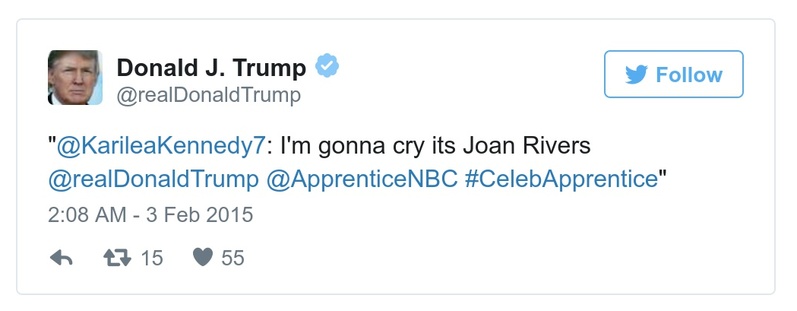 Donald J. Trump
@realDonaldTrump
Follow
"@KarileaKennedy7: I'm gonna cry its Joan Rivers
@realDonaldTrump @ApprenticeNBC #CelebApprentice"
2:08 AM - 3 Feb 2015
15 55